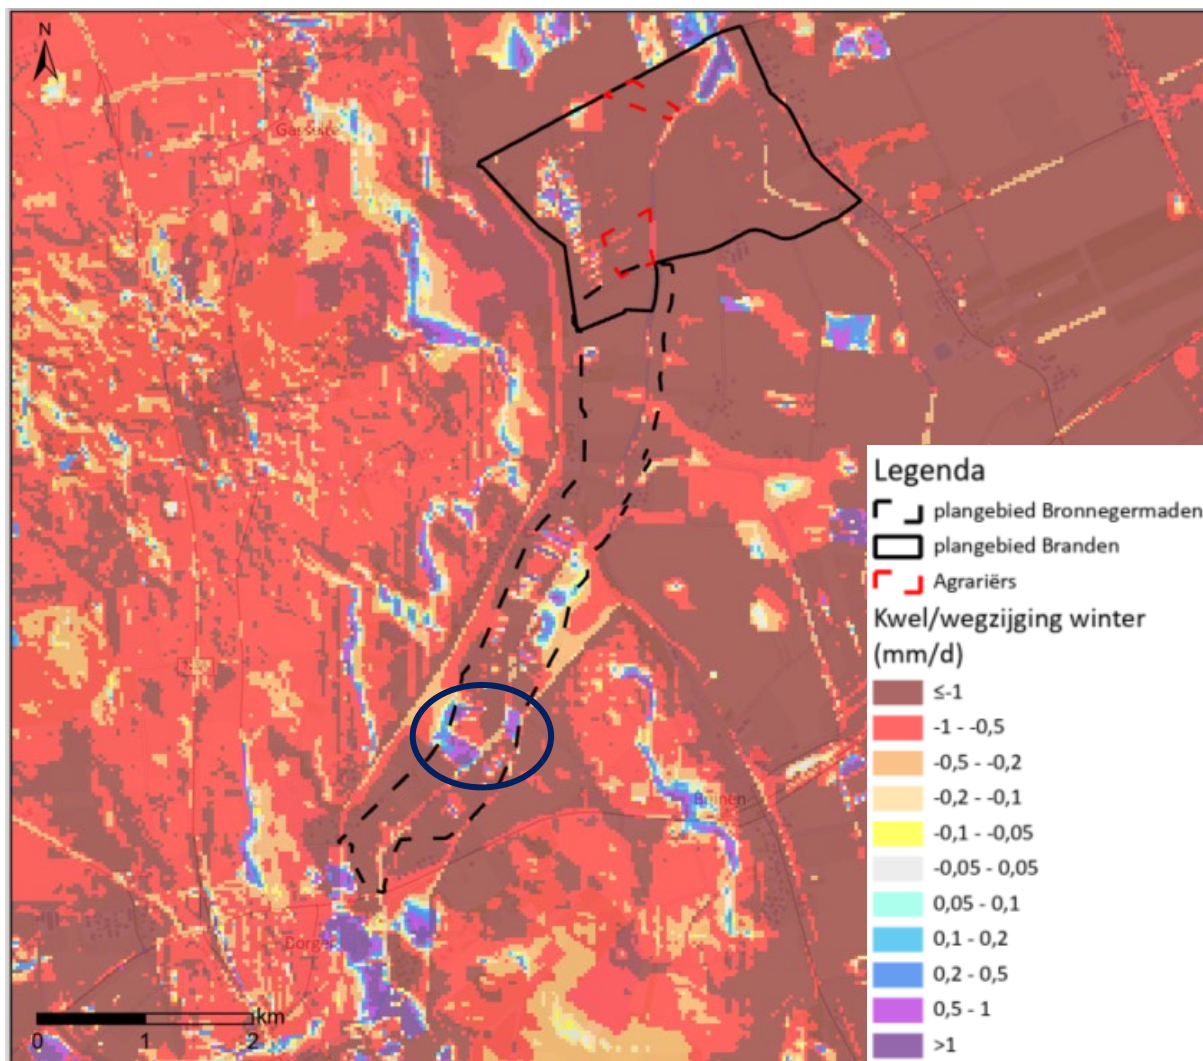 N
Gasselte
Legenda
plangebied Bronnegermaden
plangebied Branden
Agrariërs
Kwel/wegzijging winter
(mm/d)
≤-1
-1 - -0,5
-0,5 - -0,2
-0,2 - -0,1
-0,1 - -0,05
-0,05 - 0,05
0,05 - 0,1
0,1 - 0,2
0,2 - 0,5
0,5 - 1
>1
km
0 1 2